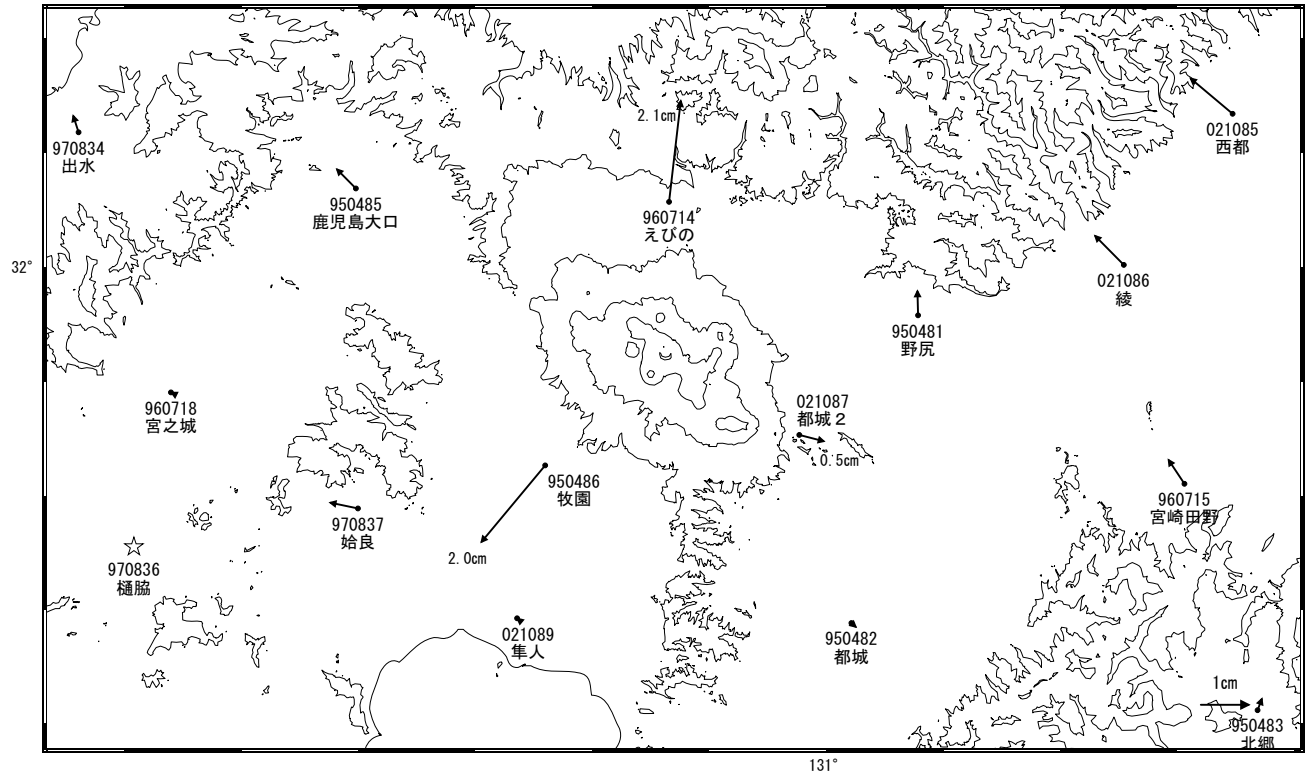 2.1cm
021085
西都
970834
出水
950485
鹿児島大口
960714
えびの
32°
021086
綾
950481
野尻
960718
宮之城
021087
都城２
0.5cm
950486
牧園
960715
宮崎田野
970837
姶良
2.0cm
970836
樋脇
021089
隼人
950482
都城
1cm
950483
北郷
131°